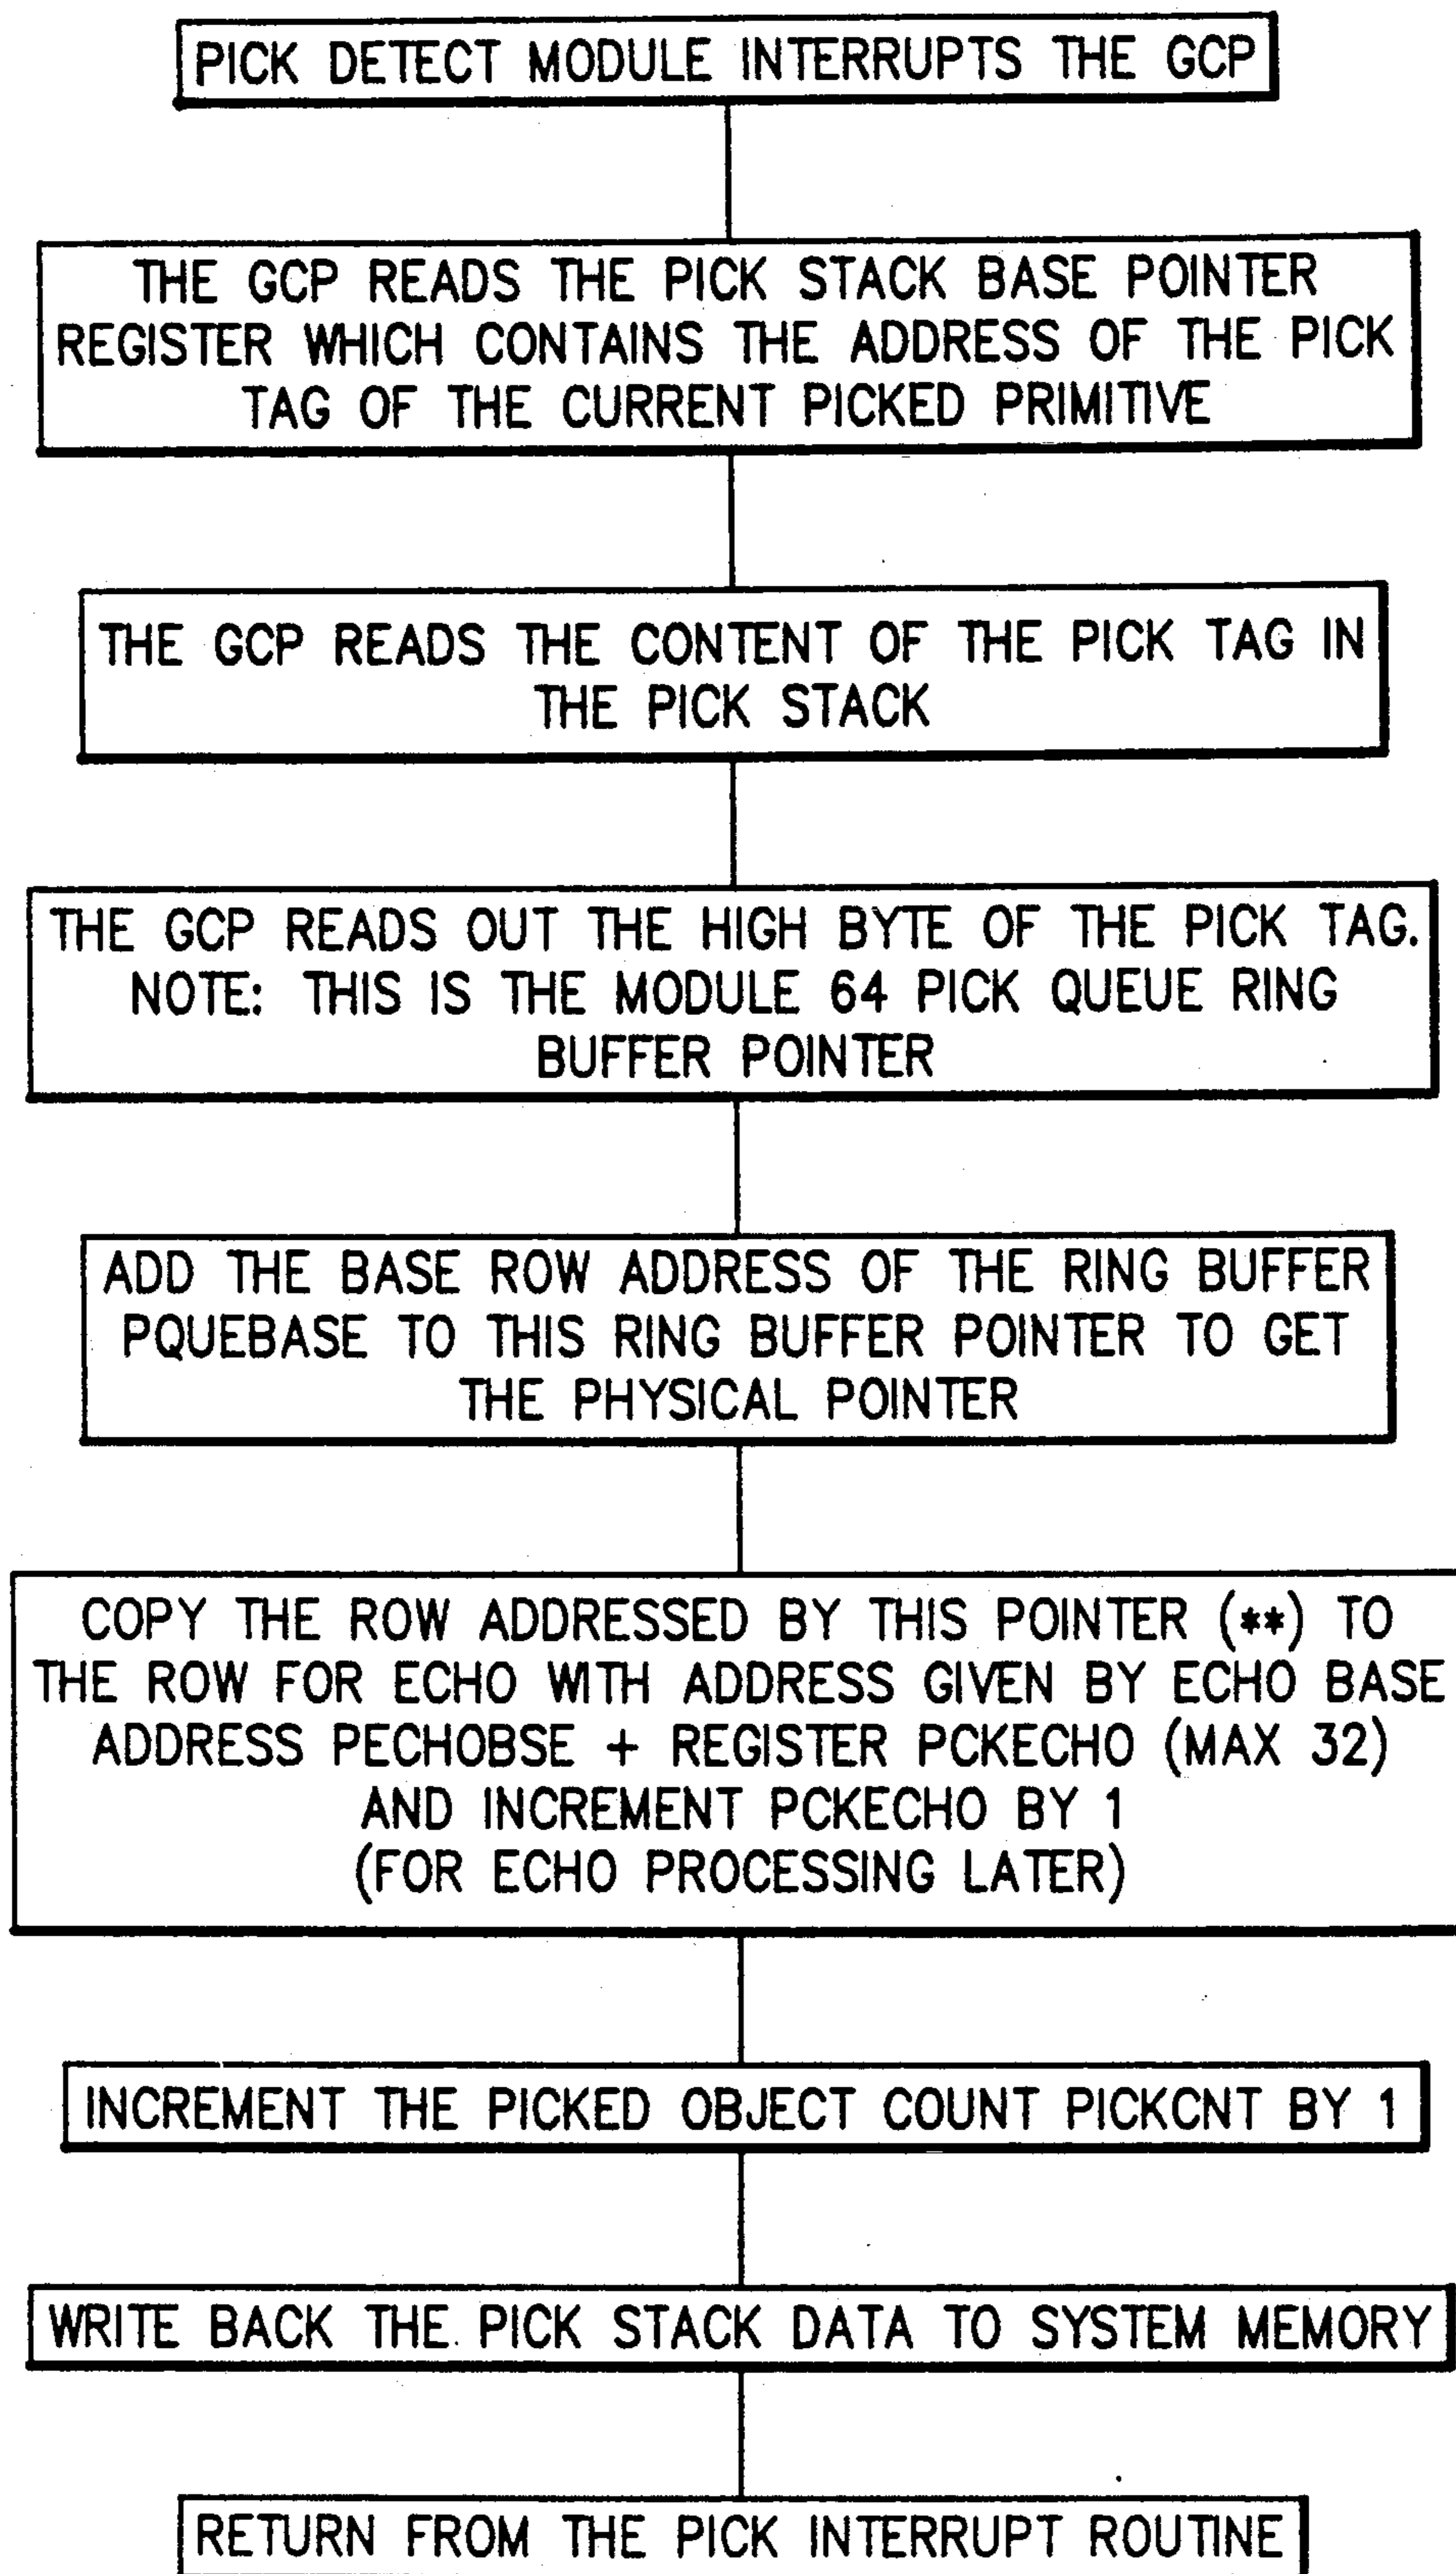 PICK DETECT MODULE INTERRUPTS THE GCP
THE GCP READS THE PICK STACK BASE POINTER
REGISTER WHICH CONTAINS THE ADDRESS OF THE PICK
TAG OF THE CURRENT PICKED PRIMITIVE
THE GCP READS THE CONTENT OF THE PICK TAG IN
THE PICK STACK
THE GCP READS OUT THE HIGH BYTE OF THE PICK TAG.
NOTE: THIS IS THE MODULE 64 PICK QUEUE RING
BUFFER POINTER
ADD THE BASE ROW ADDRESS OF THE RING BUFFER
PQUEBASE TO THIS RING BUFFER POINTER TO GET
THE PHYSICAL POINTER
COPY THE ROW ADDRESSED BY THIS POINTER (**) TO
THE ROW FOR ECHO WITH ADDRESS GIVEN BY ECHO BASE
ADDRESS PECHOBSE + REGISTER PCKECHO (MAX 32)
AND INCREMENT PCKECHO BY 1
(FOR ECHO PROCESSING LATER)
INCREMENT THE PICKED OBJECT COUNT PICKCNT BY 1
WRITE BACK THE PICK STACK DATA TO SYSTEM MEMORY
RETURN FROM THE PICK INTERRUPT ROUTINE